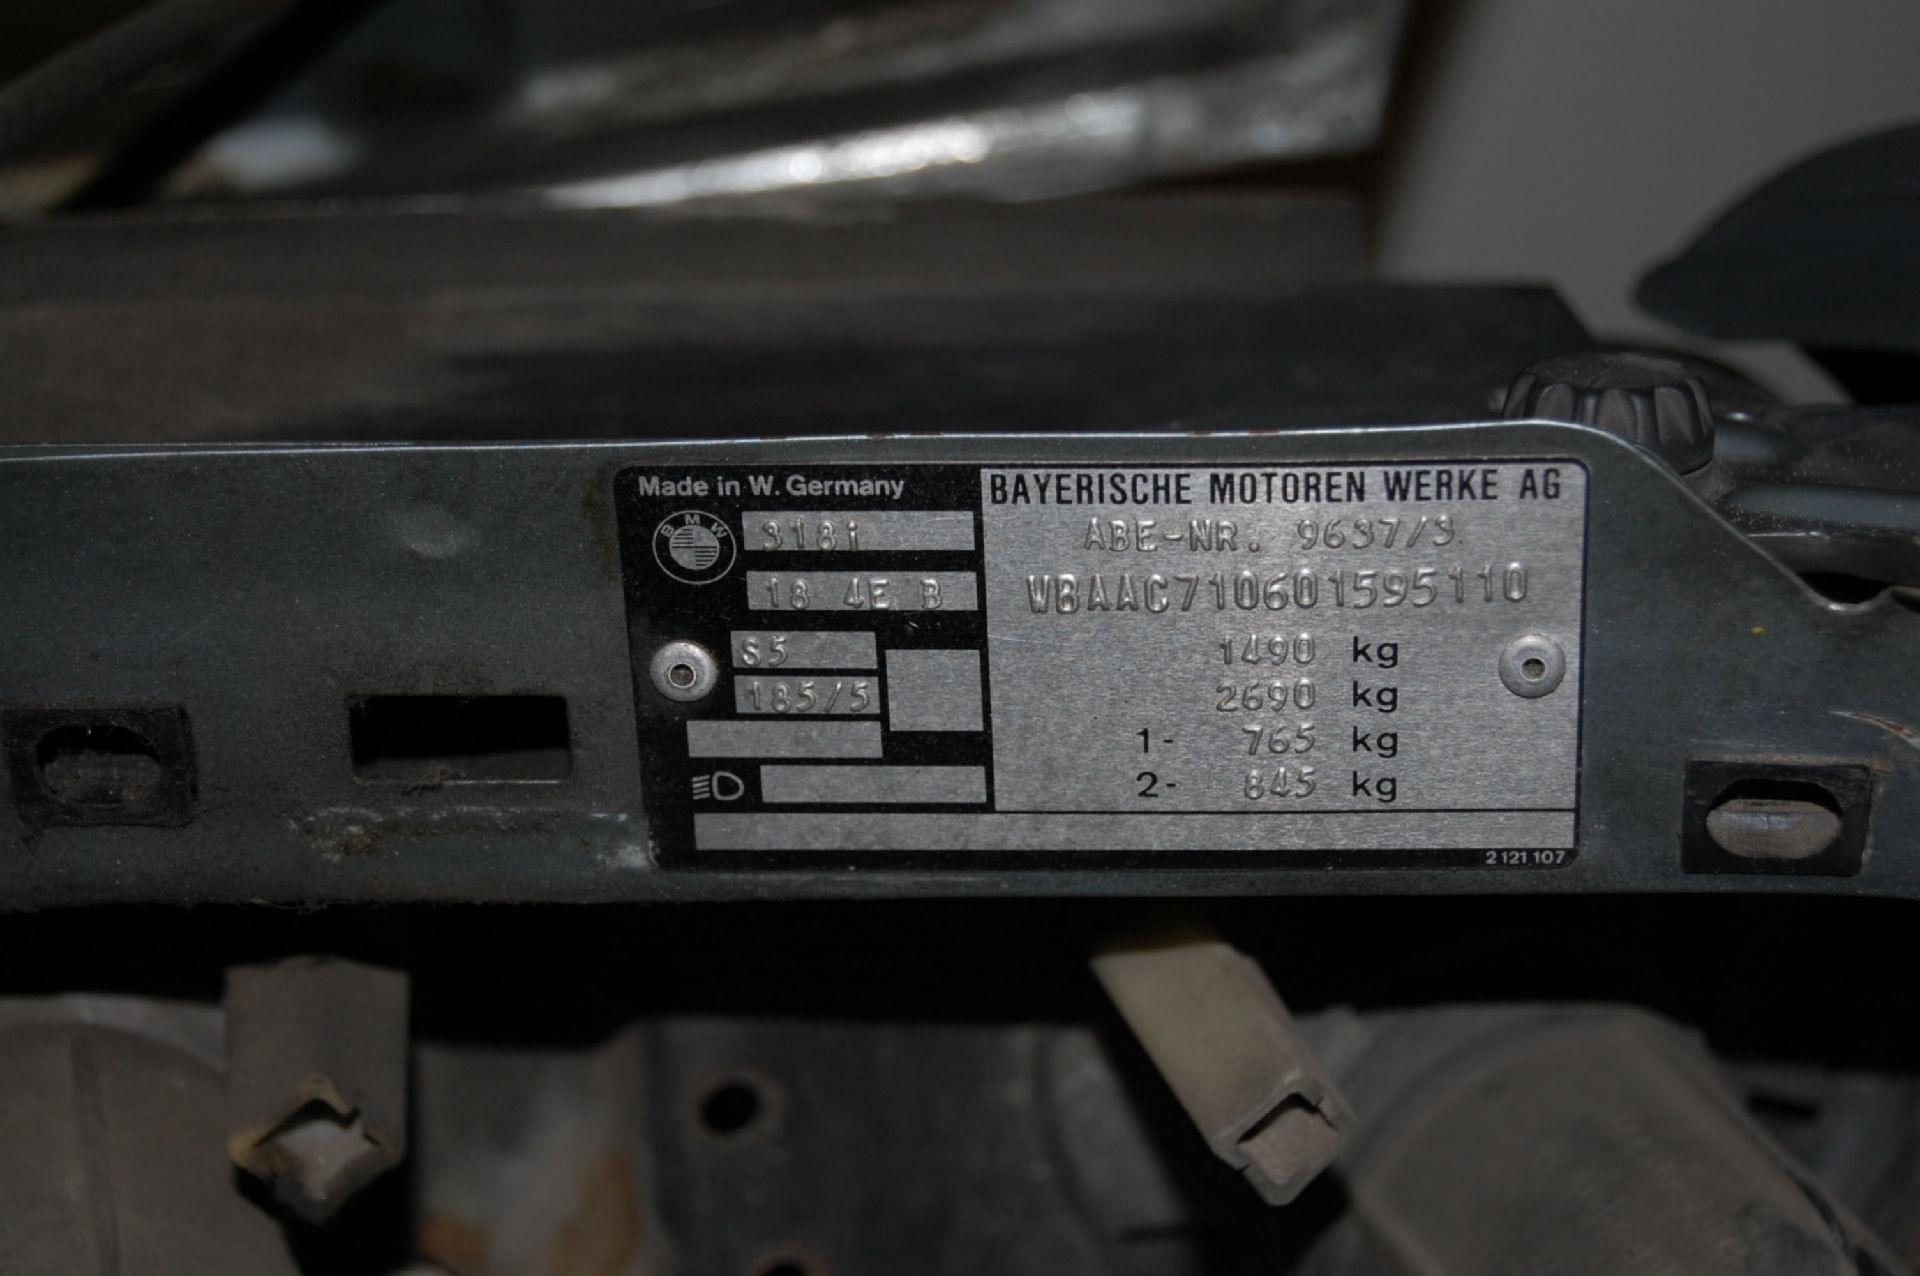 Made in W. Germany
BMW
318i
18 4E B
S5
185/5
BAYERISCHE MOTOREN WERKE AG
ABE-NR. 9637/3
WBAAC710601595110
1490 kg
2690 kg
1- 765 kg
2- 845 kg
2 121 107